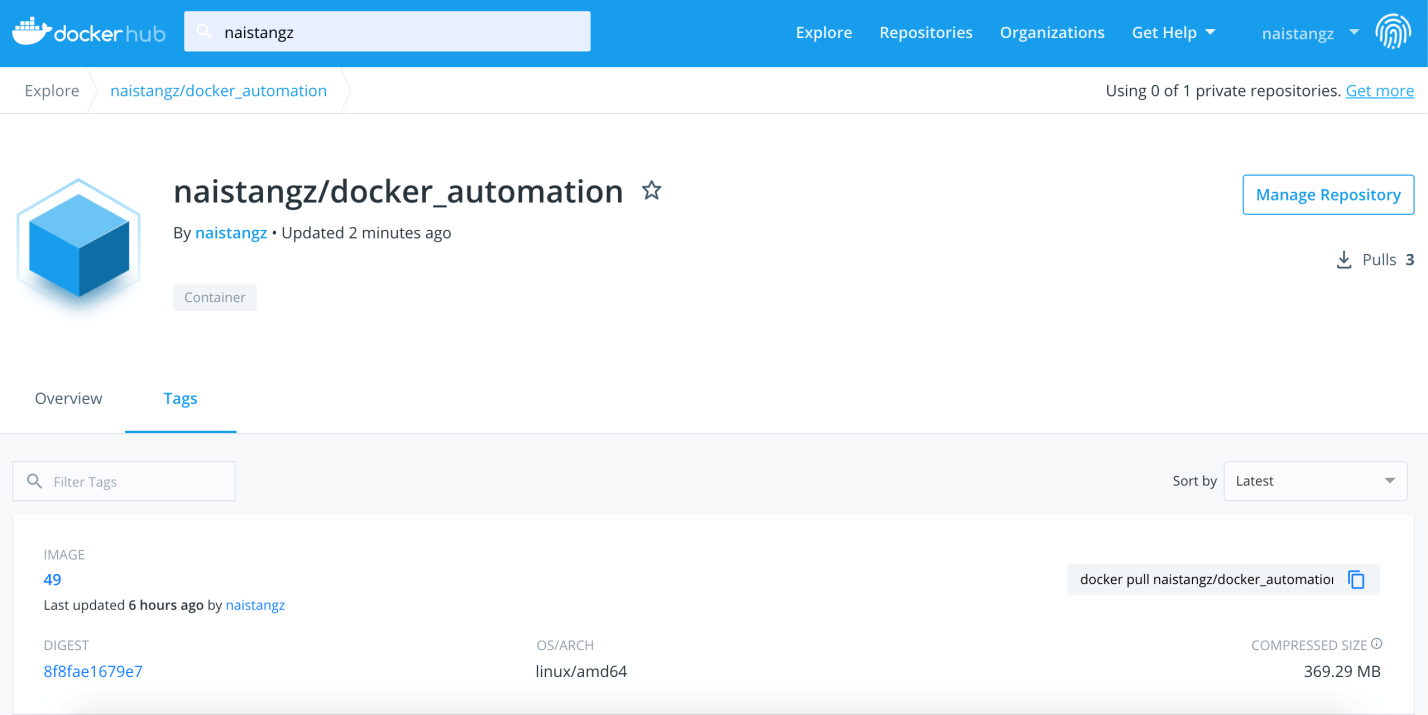 docker hub
naistangz
Explore
Repositories
Organizations
Get Help
naistangz
Explore
naistangz/docker_automation
Using 0 of 1 private repositories. Get more
naistangz/docker_automation
By naistangz • Updated 2 minutes ago
Manage Repository
Pulls 3
Container
Overview
Tags
Filter Tags
Sort by
Latest
IMAGE
49
Last updated 6 hours ago by naistangz
docker pull naistangz/docker_automation
DIGEST
8f8fae1679e7
OS/ARCH
linux/amd64
COMPRESSED SIZE
369.29 MB